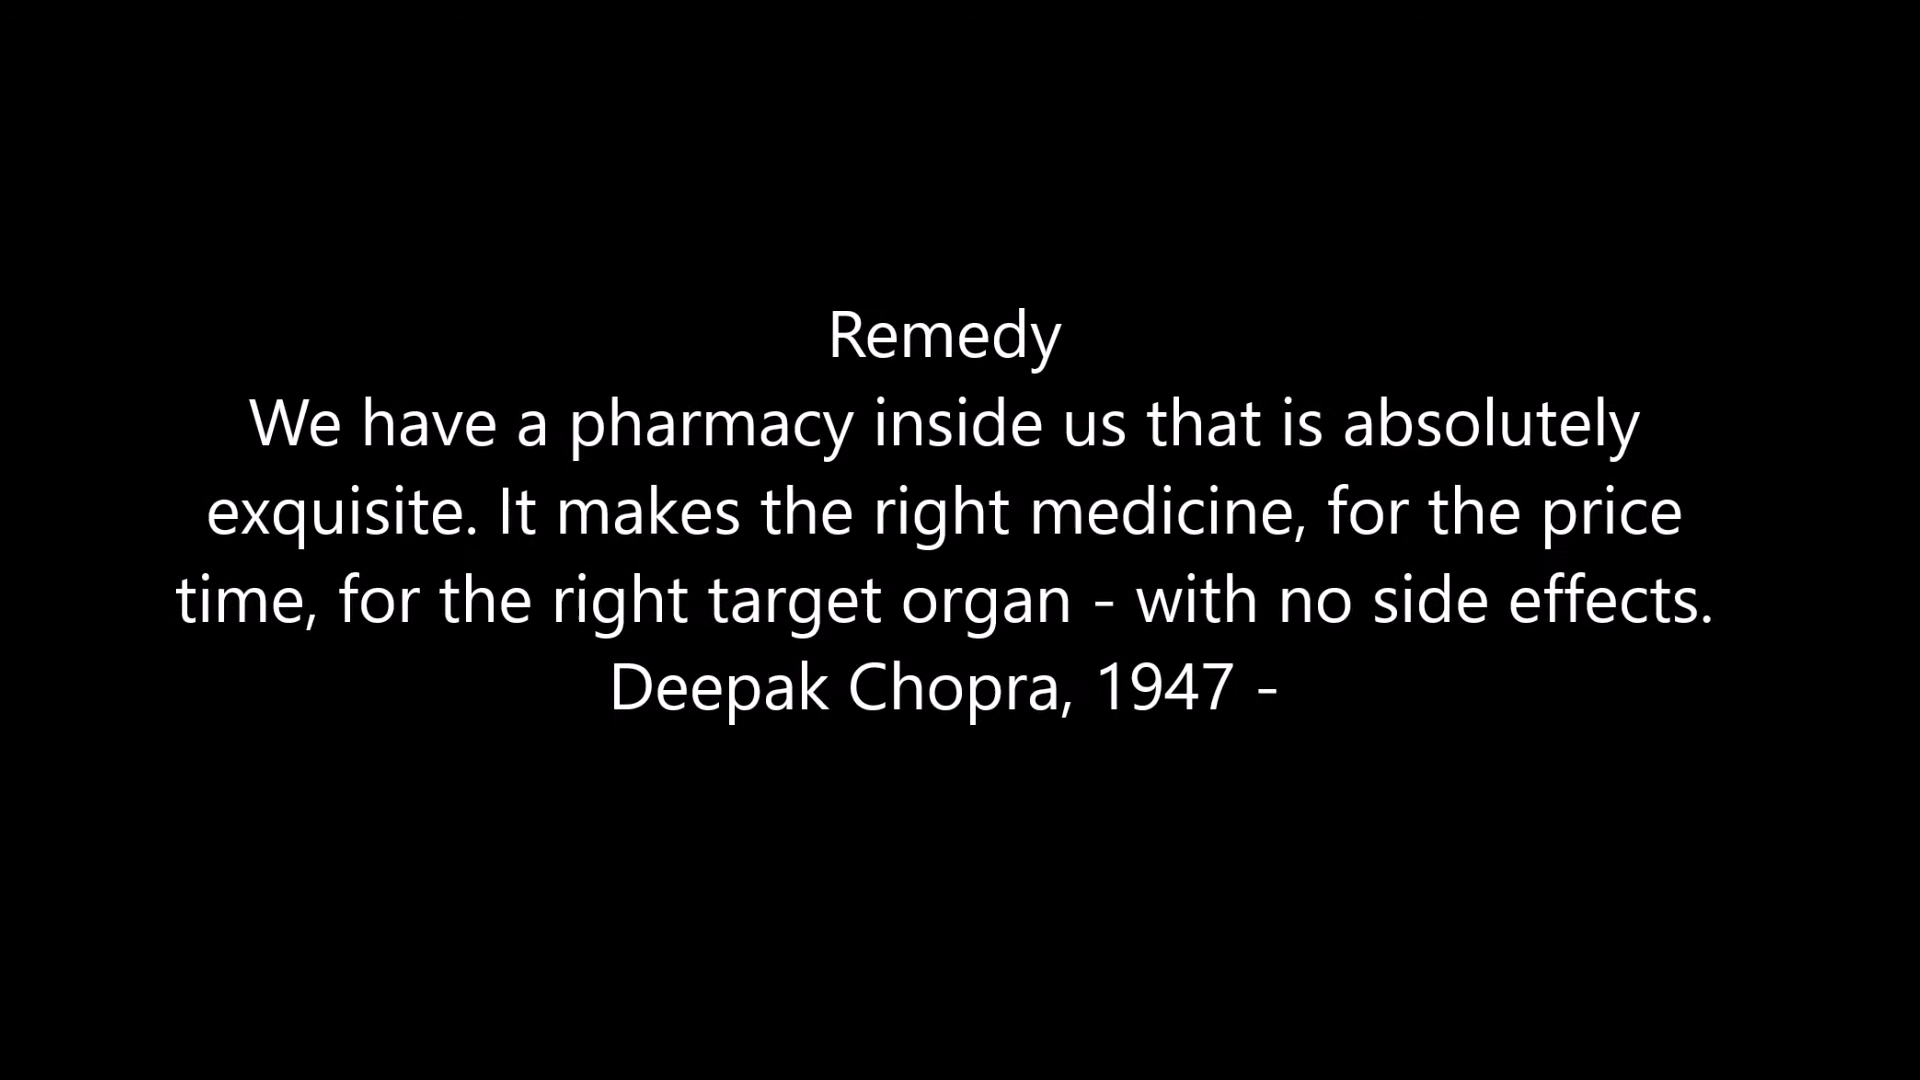 Remedy
We have a pharmacy inside us that is absolutely
exquisite. It makes the right medicine, for the price
time, for the right target organ - with no side effects.
Deepak Chopra, 1947 -